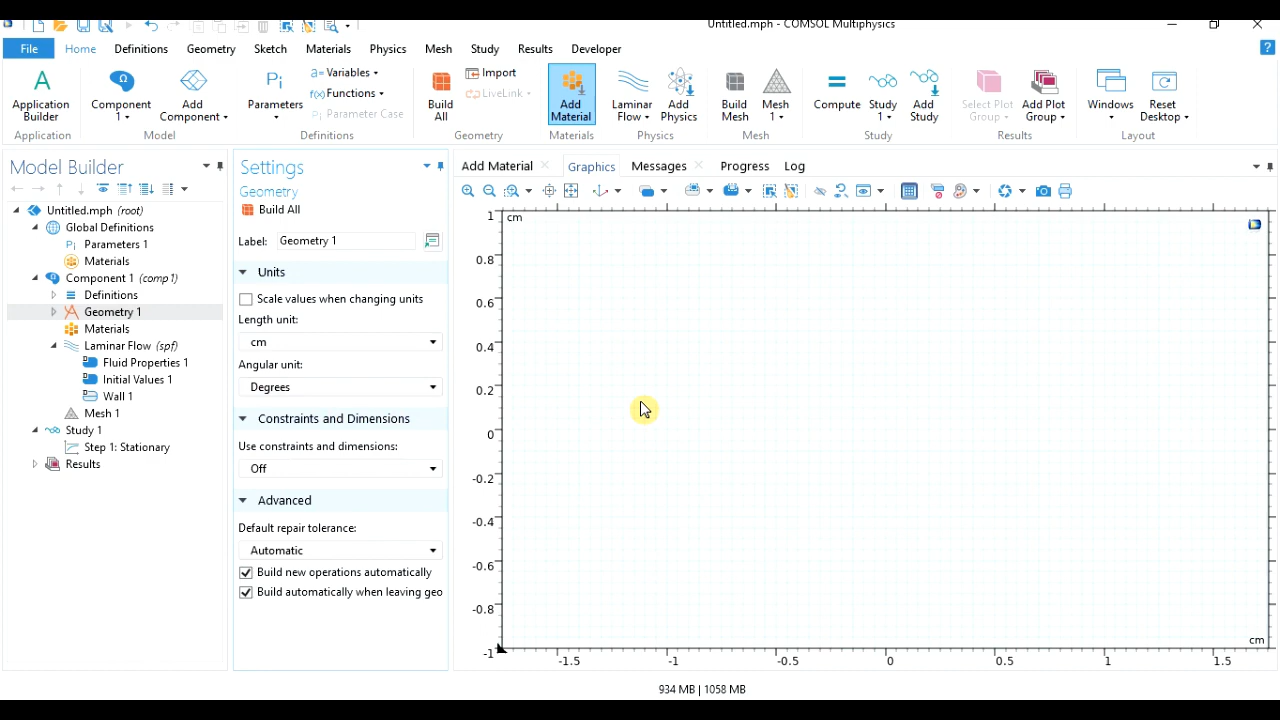 Untitled.mph - COMSOL Multiphysics
File Home Definitions Geometry Sketch Materials Physics Mesh Study Results Developer
Application Builder
Application
Component 1
Add Component
Model
Parameters
a= Variables
f(x) Functions
Pi Parameter Case
Definitions
Build All
Import
LiveLink
Geometry
Add Material
Materials
Laminar Flow
Add Physics
Physics
Build Mesh
Mesh 1
Mesh
Compute
Study 1
Add Study
Study
Select Plot Group
Add Plot Group
Results
Windows
Reset Desktop
Layout
Model Builder
Untitled.mph (root)
Global Definitions
Pi Parameters 1
Materials
Component 1 (comp1)
Definitions
Geometry 1
Materials
Laminar Flow (spf)
Fluid Properties 1
Initial Values 1
Wall 1
Mesh 1
Study 1
Step 1: Stationary
Results
Settings
Geometry
Build All
Label: Geometry 1
Units
Scale values when changing units
Length unit:
cm
Angular unit:
Degrees
Constraints and Dimensions
Use constraints and dimensions:
Off
Advanced
Default repair tolerance:
Automatic
Build new operations automatically
Build automatically when leaving geo
Add Material Graphics Messages Progress Log
cm
1
0.8
0.6
0.4
0.2
0
-0.2
-0.4
-0.6
-0.8
-1
cm
-1.5 -1 -0.5 0 0.5 1 1.5
934 MB | 1058 MB